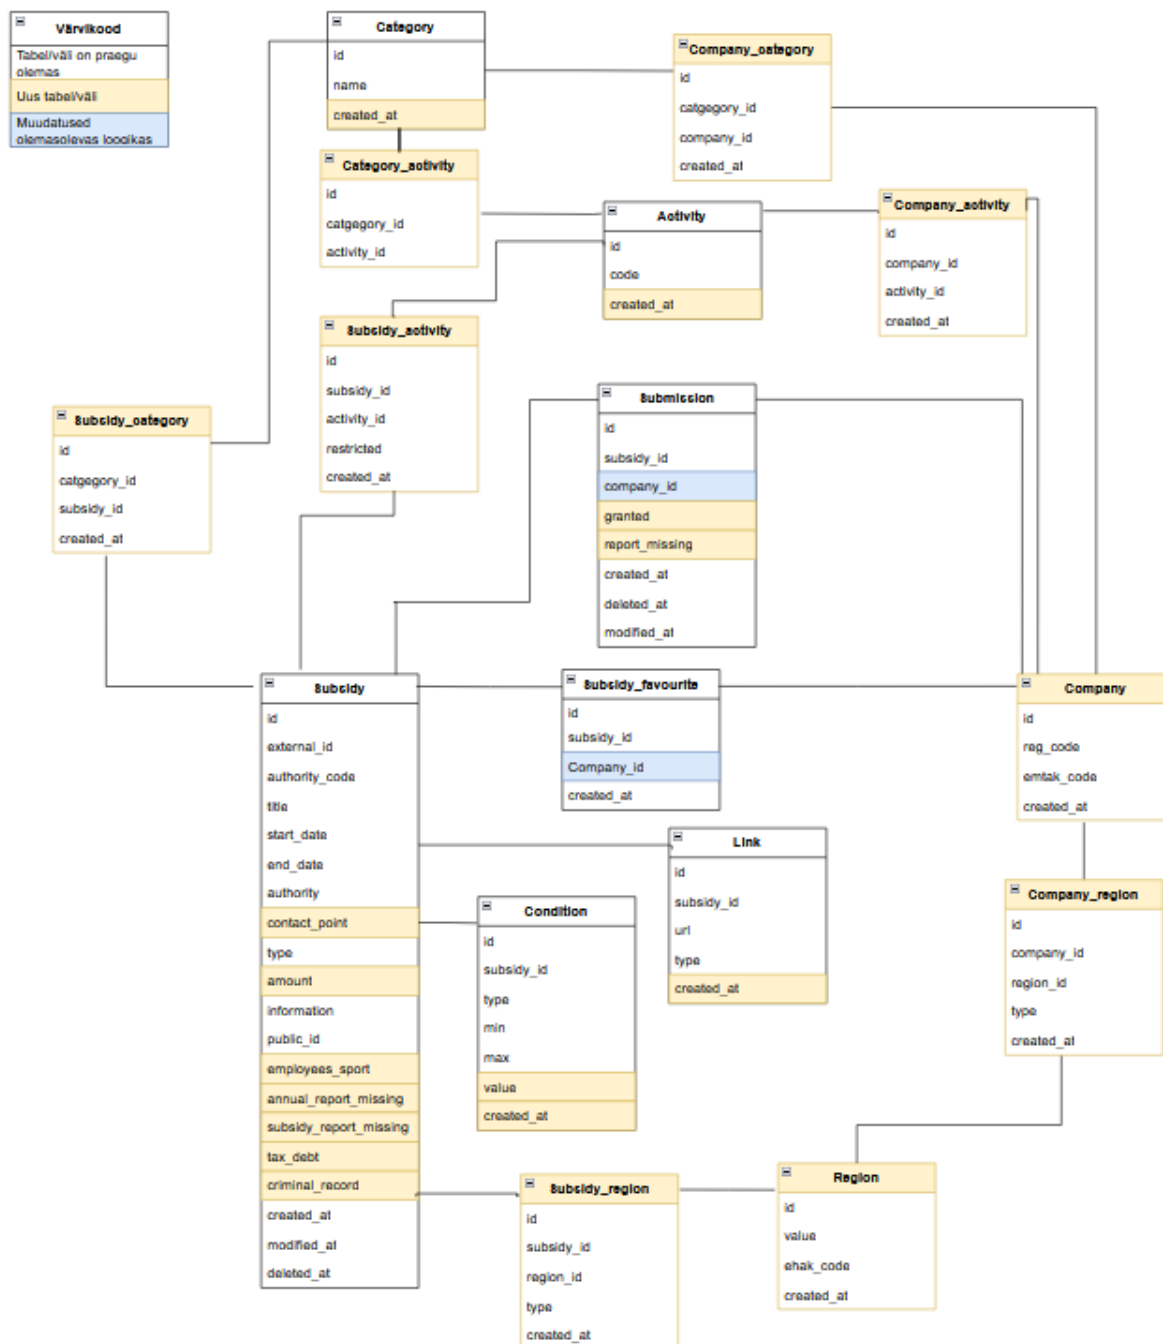 Värvikood
Tabel/väli on praegu
olemas
Uus tabel/väli
Muudatused
olemasolevas loogikas
Category
id
name
created_at
Company_category
id
catgegory_id
company_id
created_at
Category_activity
id
catgegory_id
activity_id
Activity
id
code
created_at
Company_activity
id
company_id
activity_id
created_at
Subsidy_activity
id
subsidy_id
activity_id
restricted
created_at
Subsidy_category
id
catgegory_id
subsidy_id
created_at
Submission
id
subsidy_id
company_id
granted
report_missing
created_at
deleted_at
modified_at
Subsidy
id
external_id
authority_code
title
start_date
end_date
authority
contact_point
type
amount
information
public_id
employees_sport
annual_report_missing
subsidy_report_missing
tax_debt
criminal_record
created_at
modified_at
deleted_at
Subsidy_favourite
id
subsidy_id
Company_id
created_at
Company
id
reg_code
emtak_code
created_at
Link
id
subsidy_id
url
type
created_at
Condition
id
subsidy_id
type
min
max
value
created_at
Company_region
id
company_id
region_id
type
created_at
Subsidy_region
id
subsidy_id
region_id
type
created_at
Region
id
value
ehak_code
created_at